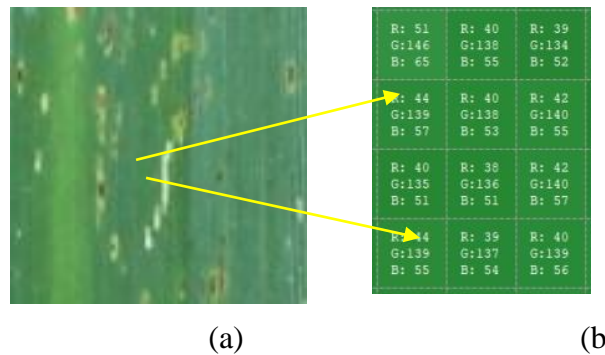 R: 51 R: 40 R: 39
G:146 G:138 G:134
B: 65 B: 55 B: 52
R: 44 R: 40 R: 42
G:139 G:138 G:140
B: 57 B: 53 B: 55
R: 40 R: 38 R: 42
G:135 G:136 G:140
B: 51 B: 51 B: 57
R: 44 R: 39 R: 40
G:139 G:137 G:139
B: 55 B: 54 B: 56
(a) (b